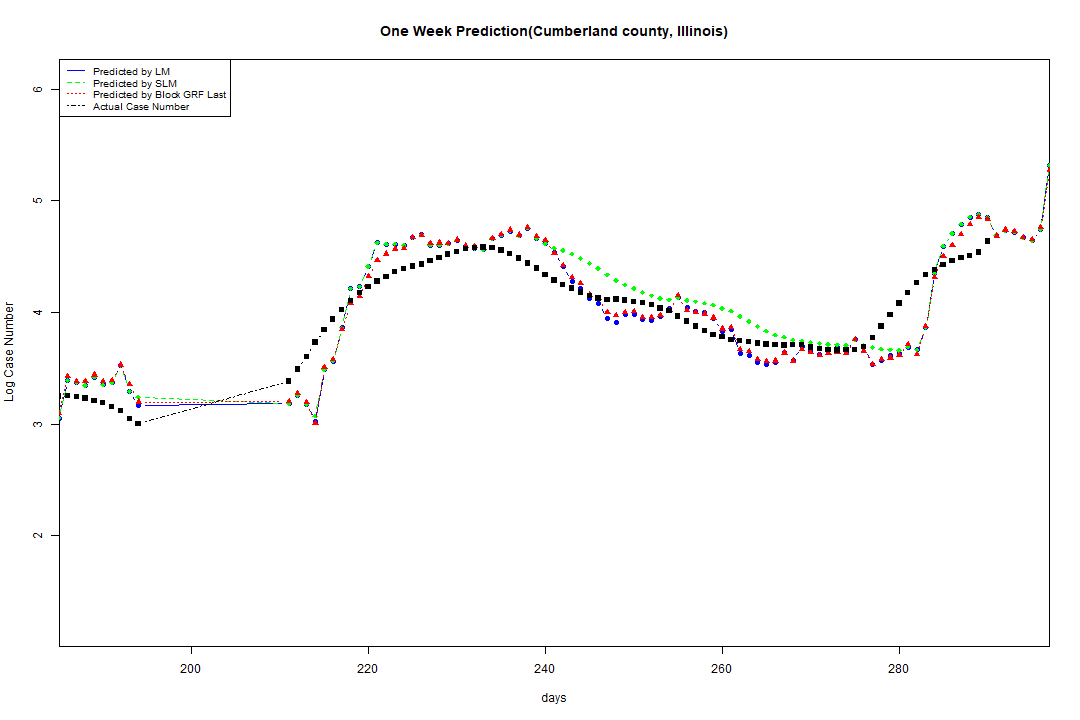 One Week Prediction(Cumberland county, Illinois)
Predicted by LM
Predicted by SLM
Predicted by Block GRF Last
Actual Case Number
6
5
4
3
2
Log Case Number
200 220 240 260 280
days